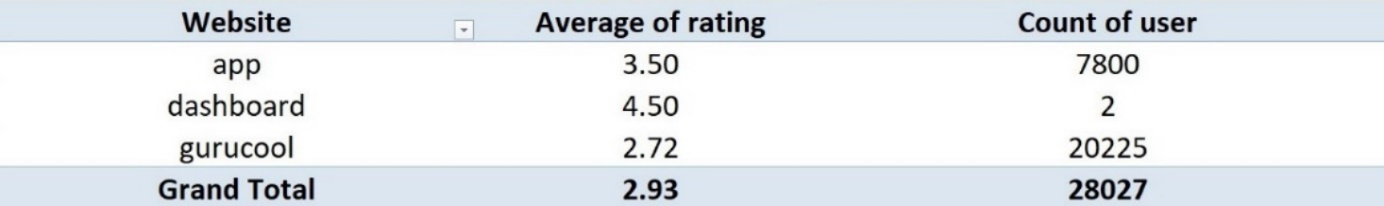 Website Average of rating Count of user
app 3.50 7800
dashboard 4.50 2
gurucool 2.72 20225
Grand Total 2.93 28027